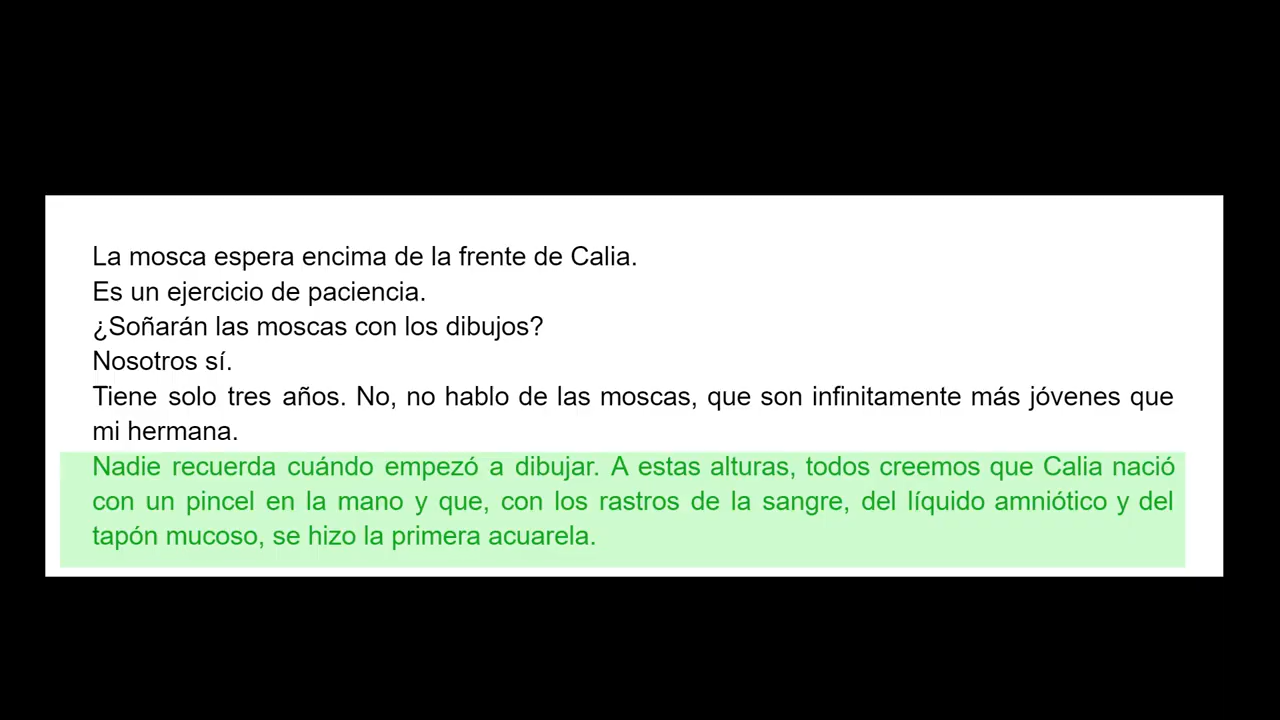 La mosca espera encima de la frente de Calia.
Es un ejercicio de paciencia.
¿Soñarán las moscas con los dibujos?
Nosotros sí.
Tiene solo tres años. No, no hablo de las moscas, que son infinitamente más jóvenes que
mi hermana.
Nadie recuerda cuándo empezó a dibujar. A estas alturas, todos creemos que Calia nació
con un pincel en la mano y que, con los rastros de la sangre, del líquido amniótico y del
tapón mucoso, se hizo la primera acuarela.